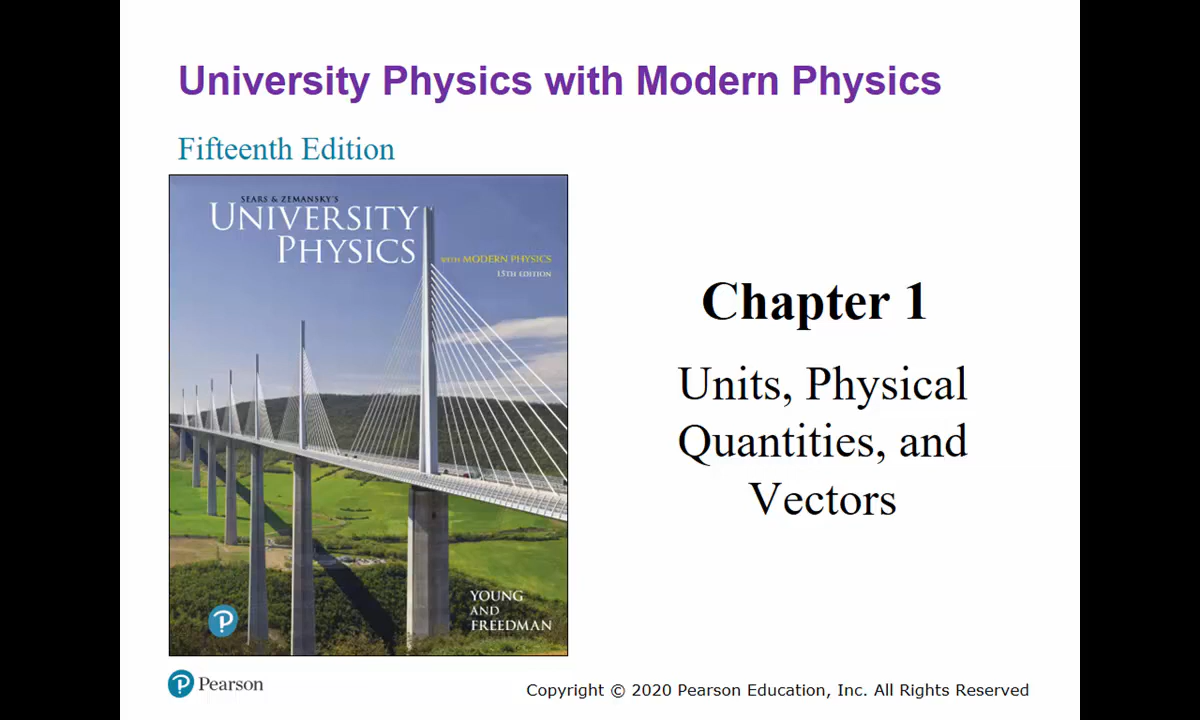 University Physics with Modern Physics
Fifteenth Edition
SEARS & ZEMANSKY'S
UNIVERSITY
PHYSICS
WITH MODERN PHYSICS
15TH EDITION
YOUNG
AND
FREEDMAN
P
Chapter 1
Units, Physical
Quantities, and
Vectors
P Pearson
Copyright © 2020 Pearson Education, Inc. All Rights Reserved